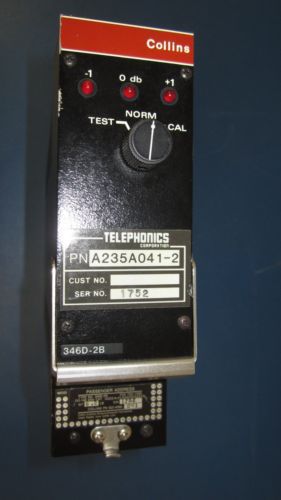 Collins
-1 0 db +1
NORM
TEST CAL
TELEPHONICS
CORPORATION
PN A235A041-2
CUST NO.
SER NO. 1752
346D-2B
PASSENGER ADDRESS